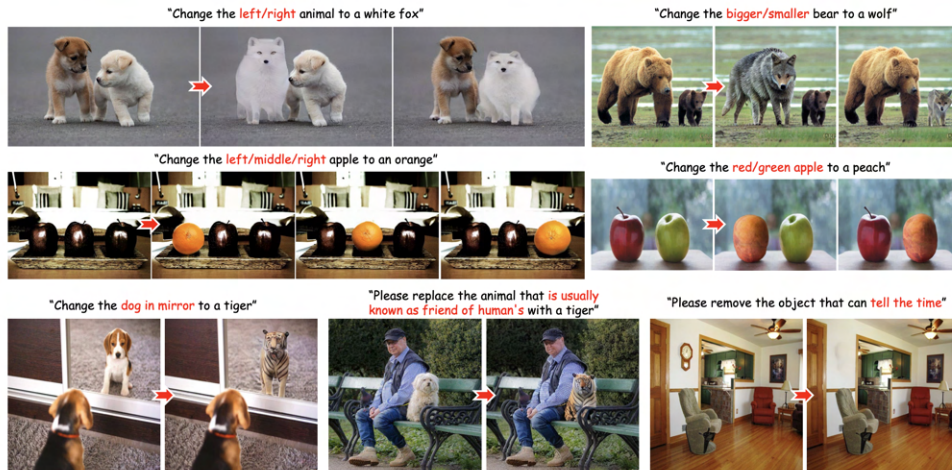 “Change the left/right animal to a white fox”
“Change the bigger/smaller bear to a wolf”
“Change the left/middle/right apple to an orange”
“Change the red/green apple to a peach”
“Change the dog in mirror to a tiger”
“Please replace the animal that is usually
known as friend of human's with a tiger”
“Please remove the object that can tell the time”